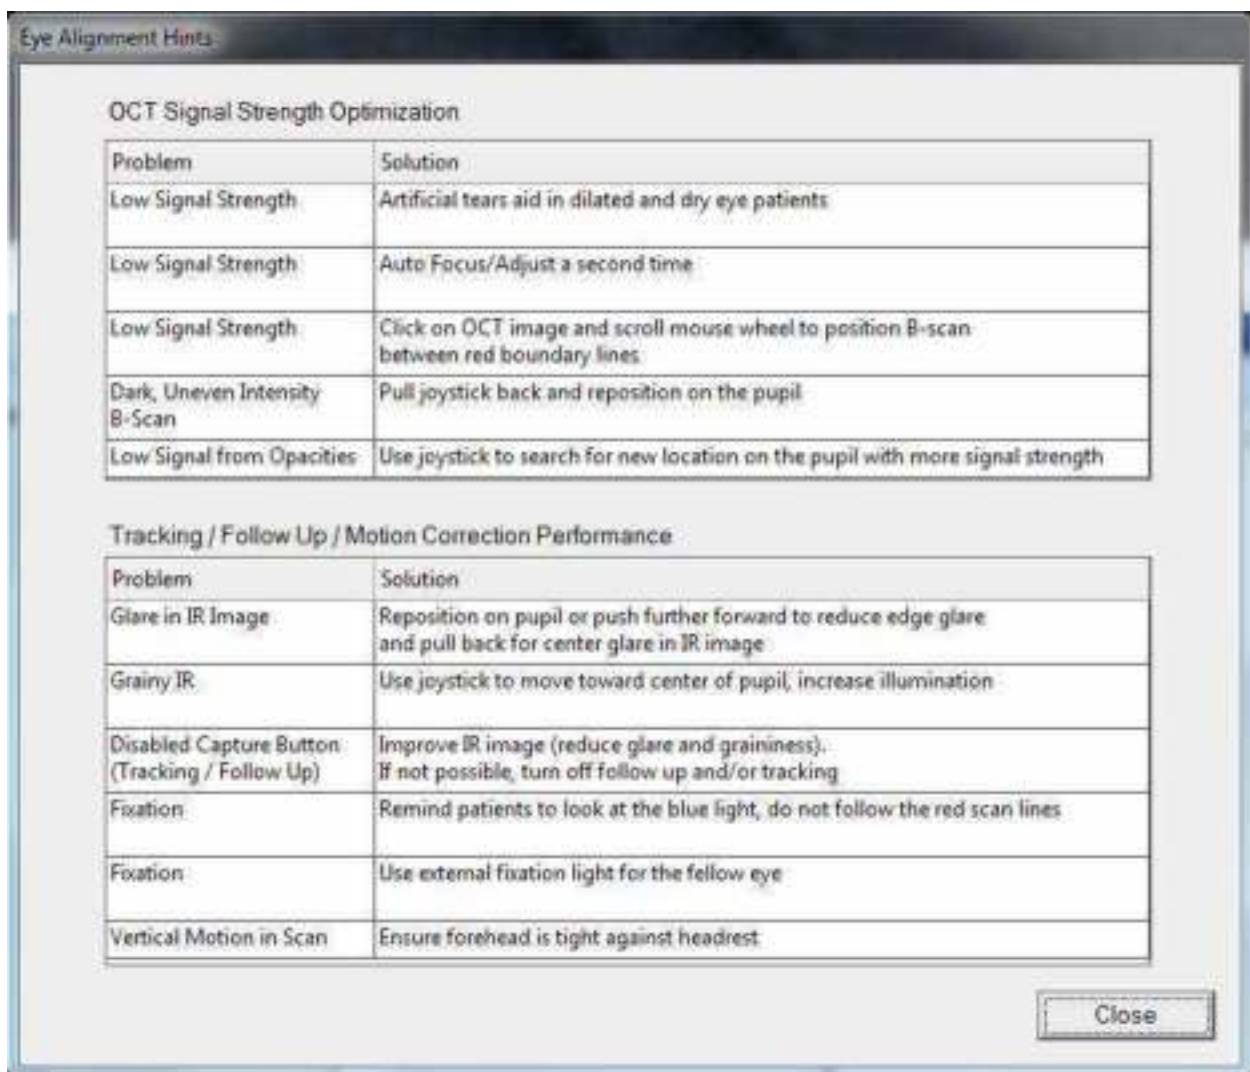 Eye Alignment Hints
OCT Signal Strength Optimization
Problem Solution
Low Signal Strength Artificial tears aid in dilated and dry eye patients
Low Signal Strength Auto Focus/Adjust a second time
Low Signal Strength Click on OCT image and scroll mouse wheel to position B-scan
between red boundary lines
Dark, Uneven Intensity Pull joystick back and reposition on the pupil
B-Scan
Low Signal from Opacities Use joystick to search for new location on the pupil with more signal strength
Tracking / Follow Up / Motion Correction Performance
Problem Solution
Glare in IR Image Reposition on pupil or push further forward to reduce edge glare
and pull back for center glare in IR image
Grainy IR Use joystick to move toward center of pupil, increase illumination
Disabled Capture Button Improve IR image (reduce glare and graininess).
(Tracking / Follow Up) If not possible, turn off follow up and/or tracking
Fixation Remind patients to look at the blue light, do not follow the red scan lines
Fixation Use external fixation light for the fellow eye
Vertical Motion in Scan Ensure forehead is tight against headrest
Close